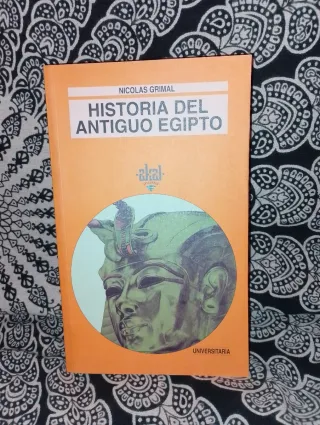 NICOLAS GRIMAL
HISTORIA DEL
ANTIGUO EGIPTO
akal
UNIVERSITARIA